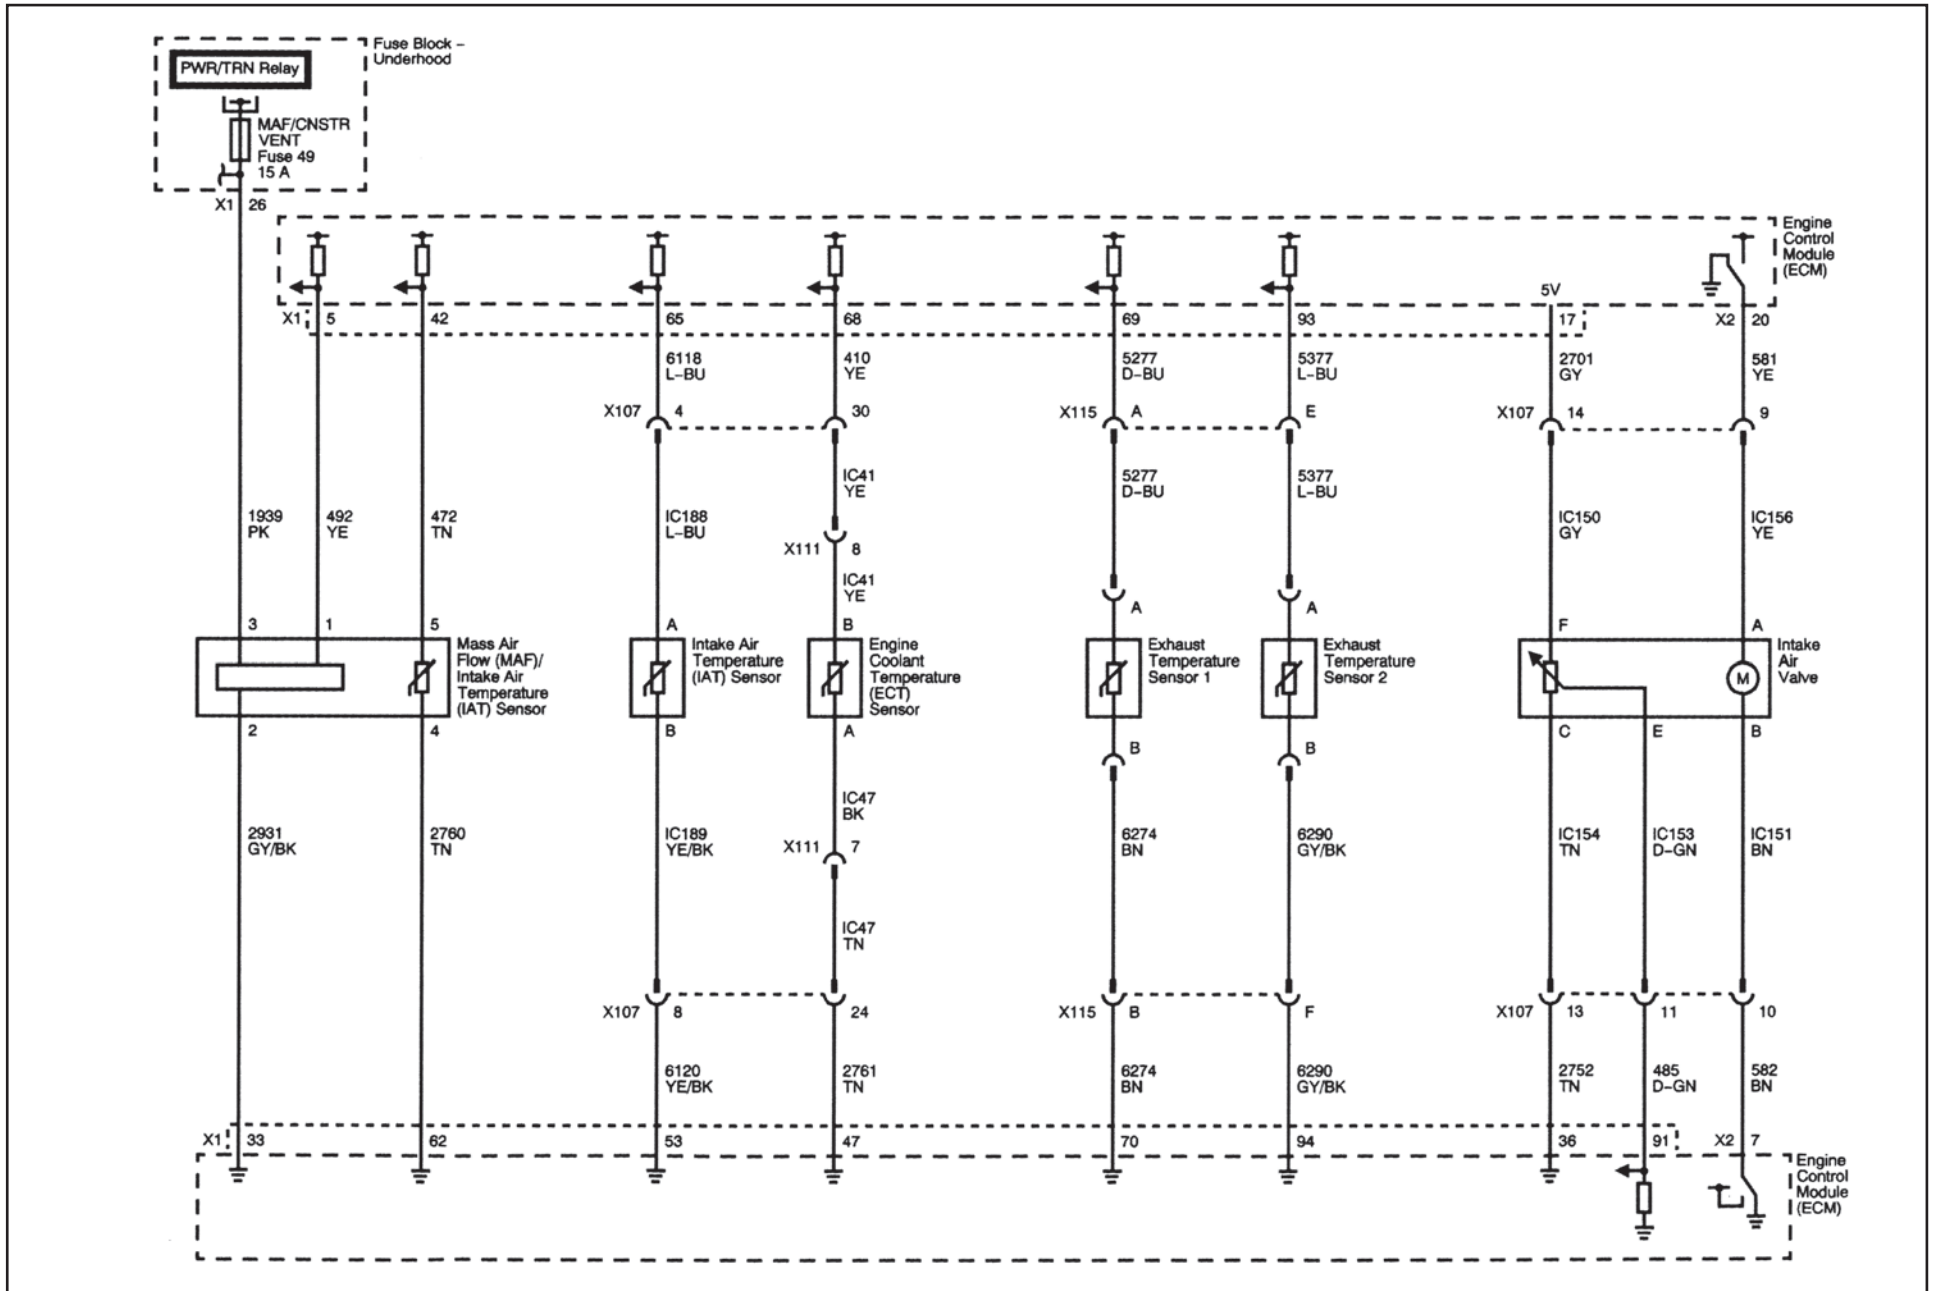 Fuse Block –
Underhood
PWR/TRN Relay
MAF/CNSTR
VENT
Fuse 49
15 A
X1 26
Engine
Control
Module
(ECM)
5V
X1 5 42 65 68 69 93 17 X2 20
6118 410 5277 5377 2701 581
L–BU YE D–BU L–BU GY YE
X107 4 30 X115 A E X107 14 9
IC41 5277 5377
YE D–BU L–BU
1939 492 472 IC188 IC150 IC156
PK YE TN L–BU GY YE
X111 8
IC41
YE
A A
3 1 5 A B F A
Mass Air
Flow (MAF)/
Intake Air
Temperature
(IAT) Sensor
Intake Air
Temperature
(IAT) Sensor
Engine
Coolant
Temperature
(ECT)
Sensor
Exhaust
Temperature
Sensor 1
Exhaust
Temperature
Sensor 2
M
Intake
Air
Valve
2 4 B A C E B
B B
IC47
BK
2931 2760 IC189 6274 6290 IC154 IC153 IC151
GY/BK TN YE/BK BN GY/BK TN D–GN BN
X111 7
IC47
TN
X107 8 24 X115 B F X107 13 11 10
6120 2761 6274 6290 2752 485 582
YE/BK TN BN GY/BK TN D–GN BN
X1 33 62 53 47 70 94 36 91 X2 7
Engine
Control
Module
(ECM)